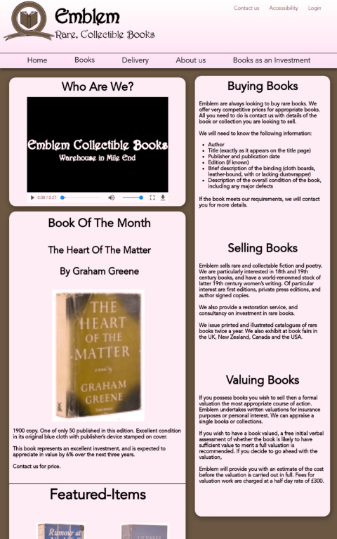 Emblem
Rare, Collectible Books
Contact us Accessibility Login
Home Books Delivery About us Books as an Investment
Who Are We?
Emblem Collectible Books
Warehouse in Mile End
Book Of The Month
The Heart Of The Matter
By Graham Greene
THE
HEART
OF THE
MATTER
a novel by
GRAHAM
GREENE
1900 copy. One of only 50 published in this edition. Excellent condition
in its original blue cloth with publisher's device stamped on cover.
This book represents an excellent investment, and is expected to
appreciate in value by 6% over the next three years.
Contact us for price.
Featured-Items
Buying Books
Emblem are always looking to buy rare books. We
offer very competitive prices for appropriate books.
All you need to do is contact us with details of the
book or collection you are looking to sell.
We will need to know the following information:
• Author
• Title (exactly as it appears on the title page)
• Publisher and publication date
• Edition (if known)
• Brief description of the binding (cloth boards,
leather-bound, with or lacking dustwrapper)
• Description of the overall condition of the book,
including any major defects
If the book meets our requirements, we will contact
you for more details.
Selling Books
Emblem sells rare and collectable fiction and poetry.
We are particularly interested in 18th and 19th
century books, and have a world-renowned stock of
latter 19th century women's writing. Of particular
interest are first editions, private press editions, and
author signed copies.
We also provide a restoration service, and
consultancy on investment in rare books.
We issue printed and illustrated catalogues of rare
books twice a year. We also exhibit at book fairs in
the UK, New Zealand, Canada and the USA.
Valuing Books
If you possess books you wish to sell then a formal
valuation the most appropriate course of action.
Emblem undertakes written valuations for insurance
purposes or personal interest. We can appraise a
single books or collections.
If you wish to have a book valued, a free initial verbal
assessment of whether the book is likely to have
sufficient value to merit a full valuation is
recommended. If you decide to go ahead with the
valuation,
Emblem will provide you with an estimate of the cost
before the valuation is carried out in full. Fees for
valuation work are charged at a half day rate of £300.